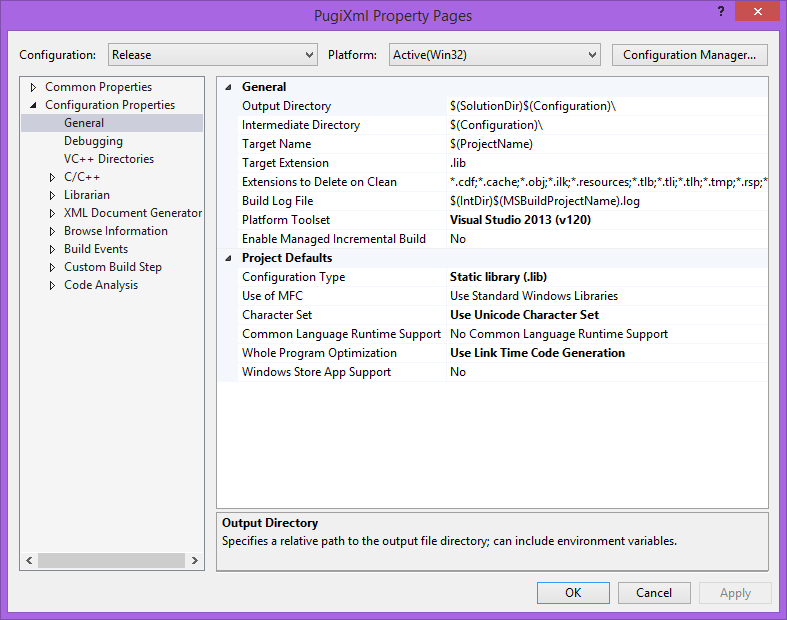 PugiXml Property Pages
?
Configuration: Release Platform: Active(Win32) Configuration Manager...
Common Properties
Configuration Properties
General
Debugging
VC++ Directories
C/C++
Librarian
XML Document Generator
Browse Information
Build Events
Custom Build Step
Code Analysis
General
Output Directory $(SolutionDir)$(Configuration)\
Intermediate Directory $(Configuration)\
Target Name $(ProjectName)
Target Extension .lib
Extensions to Delete on Clean *.cdf;*.cache;*.obj;*.ilk;*.resources;*.tlb;*.tli;*.tlh;*.tmp;*.rsp;*
Build Log File $(IntDir)$(MSBuildProjectName).log
Platform Toolset Visual Studio 2013 (v120)
Enable Managed Incremental Build No
Project Defaults
Configuration Type Static library (.lib)
Use of MFC Use Standard Windows Libraries
Character Set Use Unicode Character Set
Common Language Runtime Support No Common Language Runtime Support
Whole Program Optimization Use Link Time Code Generation
Windows Store App Support No
Output Directory
Specifies a relative path to the output file directory; can include environment variables.
OK Cancel Apply